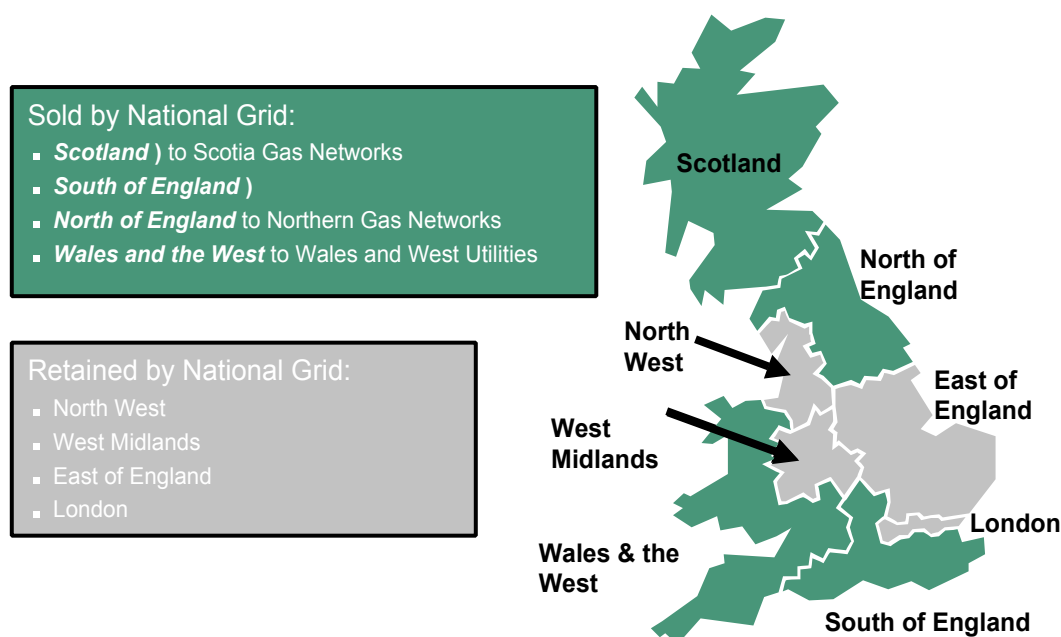 Sold by National Grid:
▪ Scotland ) to Scotia Gas Networks
▪ South of England )
▪ North of England to Northern Gas Networks
▪ Wales and the West to Wales and West Utilities
Retained by National Grid:
▪ North West
▪ West Midlands
▪ East of England
▪ London
Scotland
North of
England
North
West
East of
England
West
Midlands
London
Wales & the
West
South of England